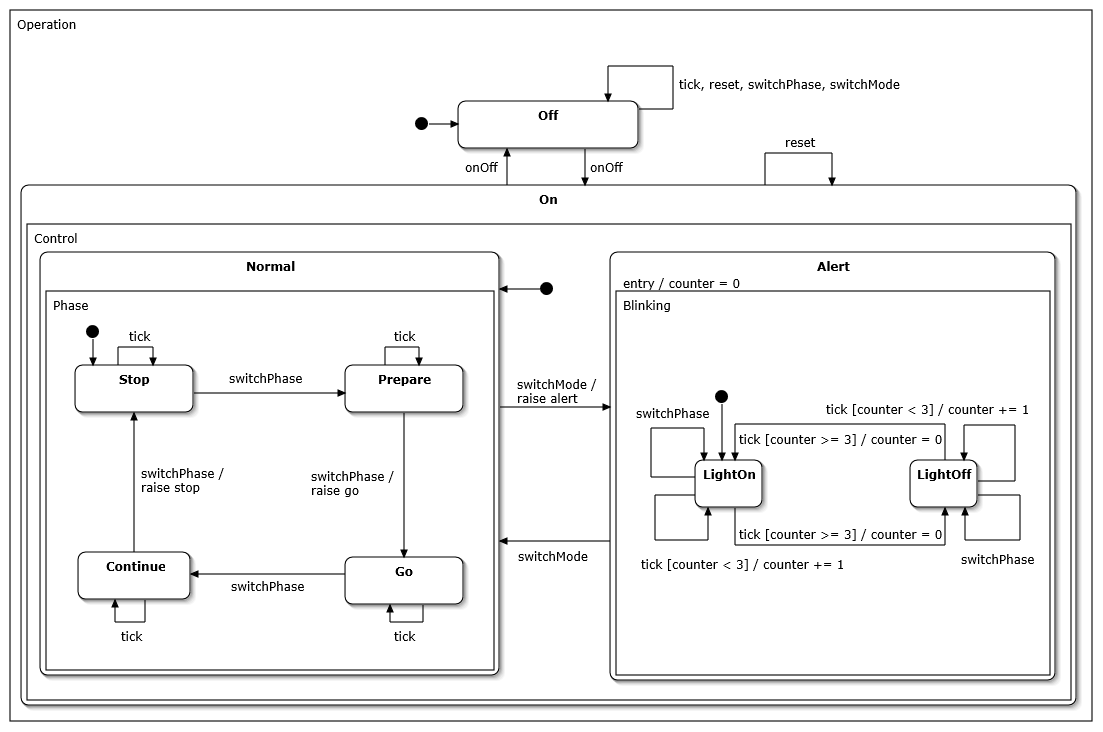 Operation
tick, reset, switchPhase, switchMode
Off
onOff
onOff
reset
On
Control
Normal
Alert
entry / counter = 0
Phase
Blinking
tick
tick
Stop
switchPhase
Prepare
switchMode /
raise alert
switchPhase
tick [counter < 3] / counter += 1
tick [counter >= 3] / counter = 0
LightOn
LightOff
switchPhase /
raise stop
switchPhase /
raise go
tick [counter >= 3] / counter = 0
switchMode
switchPhase
tick [counter < 3] / counter += 1
Continue
Go
switchPhase
tick
tick